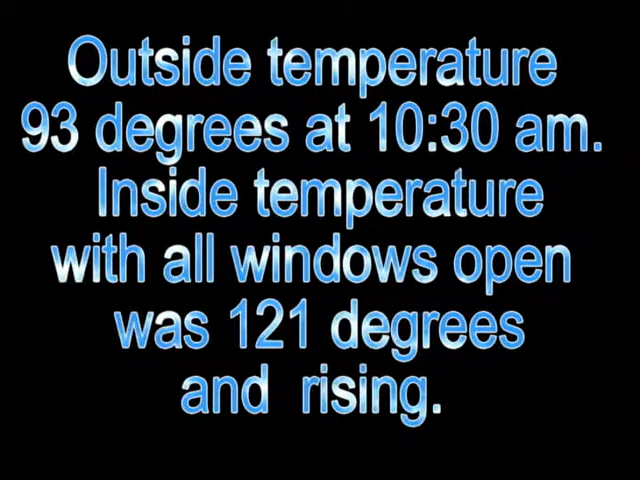 Outside temperature
93 degrees at 10:30 am.
Inside temperature
with all windows open
was 121 degrees
and rising.